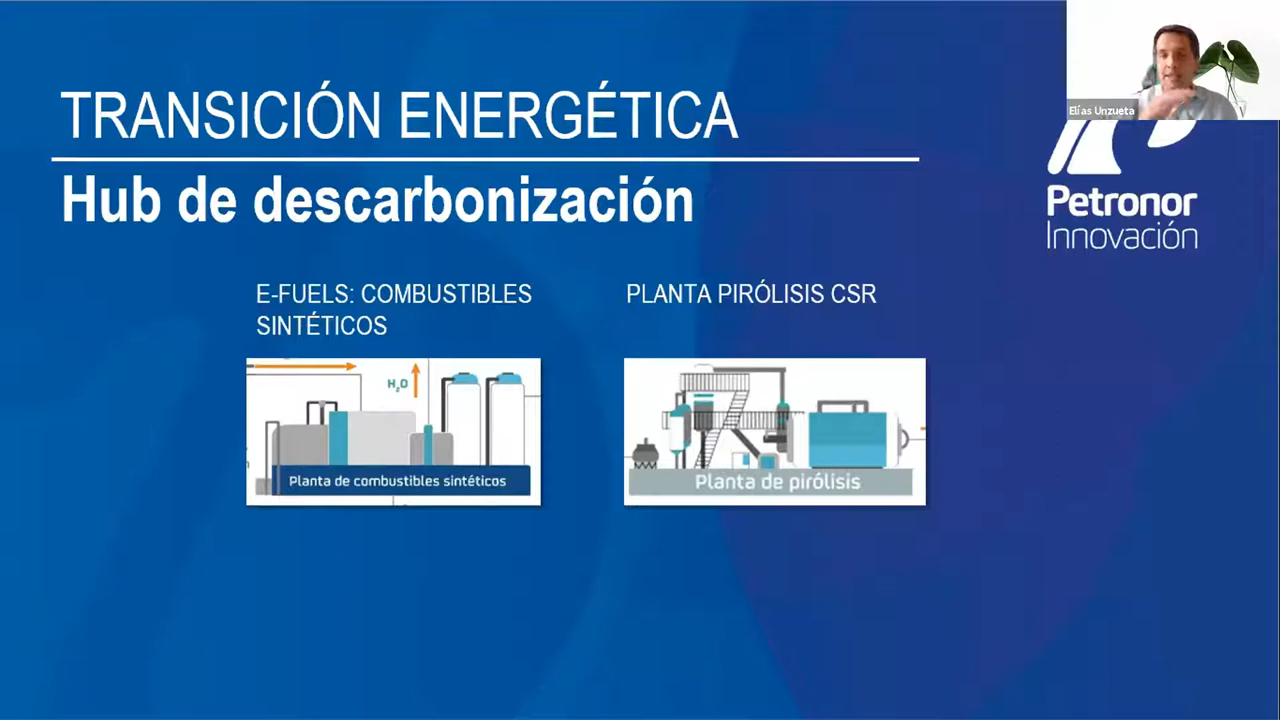 Elías Unzueta
TRANSICIÓN ENERGÉTICA
Hub de descarbonización
Petronor
Innovación
E-FUELS: COMBUSTIBLES
SINTÉTICOS
PLANTA PIRÓLISIS CSR
H2O
Planta de combustibles sintéticos
Planta de pirólisis